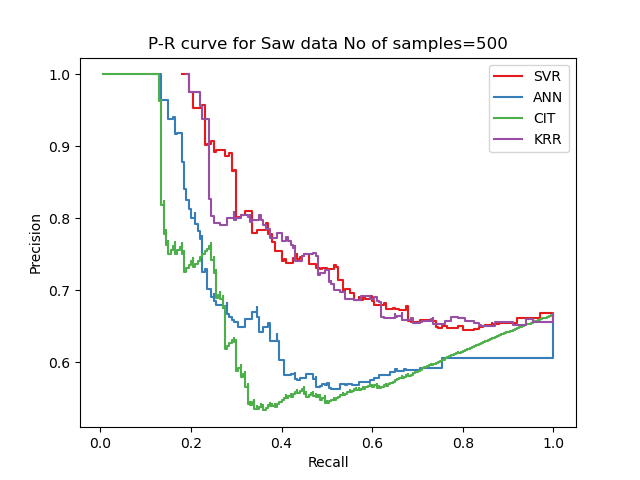 P-R curve for Saw data No of samples=500
1.0
0.9
0.8
0.7
0.6
Precision
SVR
ANN
CIT
KRR
0.0 0.2 0.4 0.6 0.8 1.0
Recall